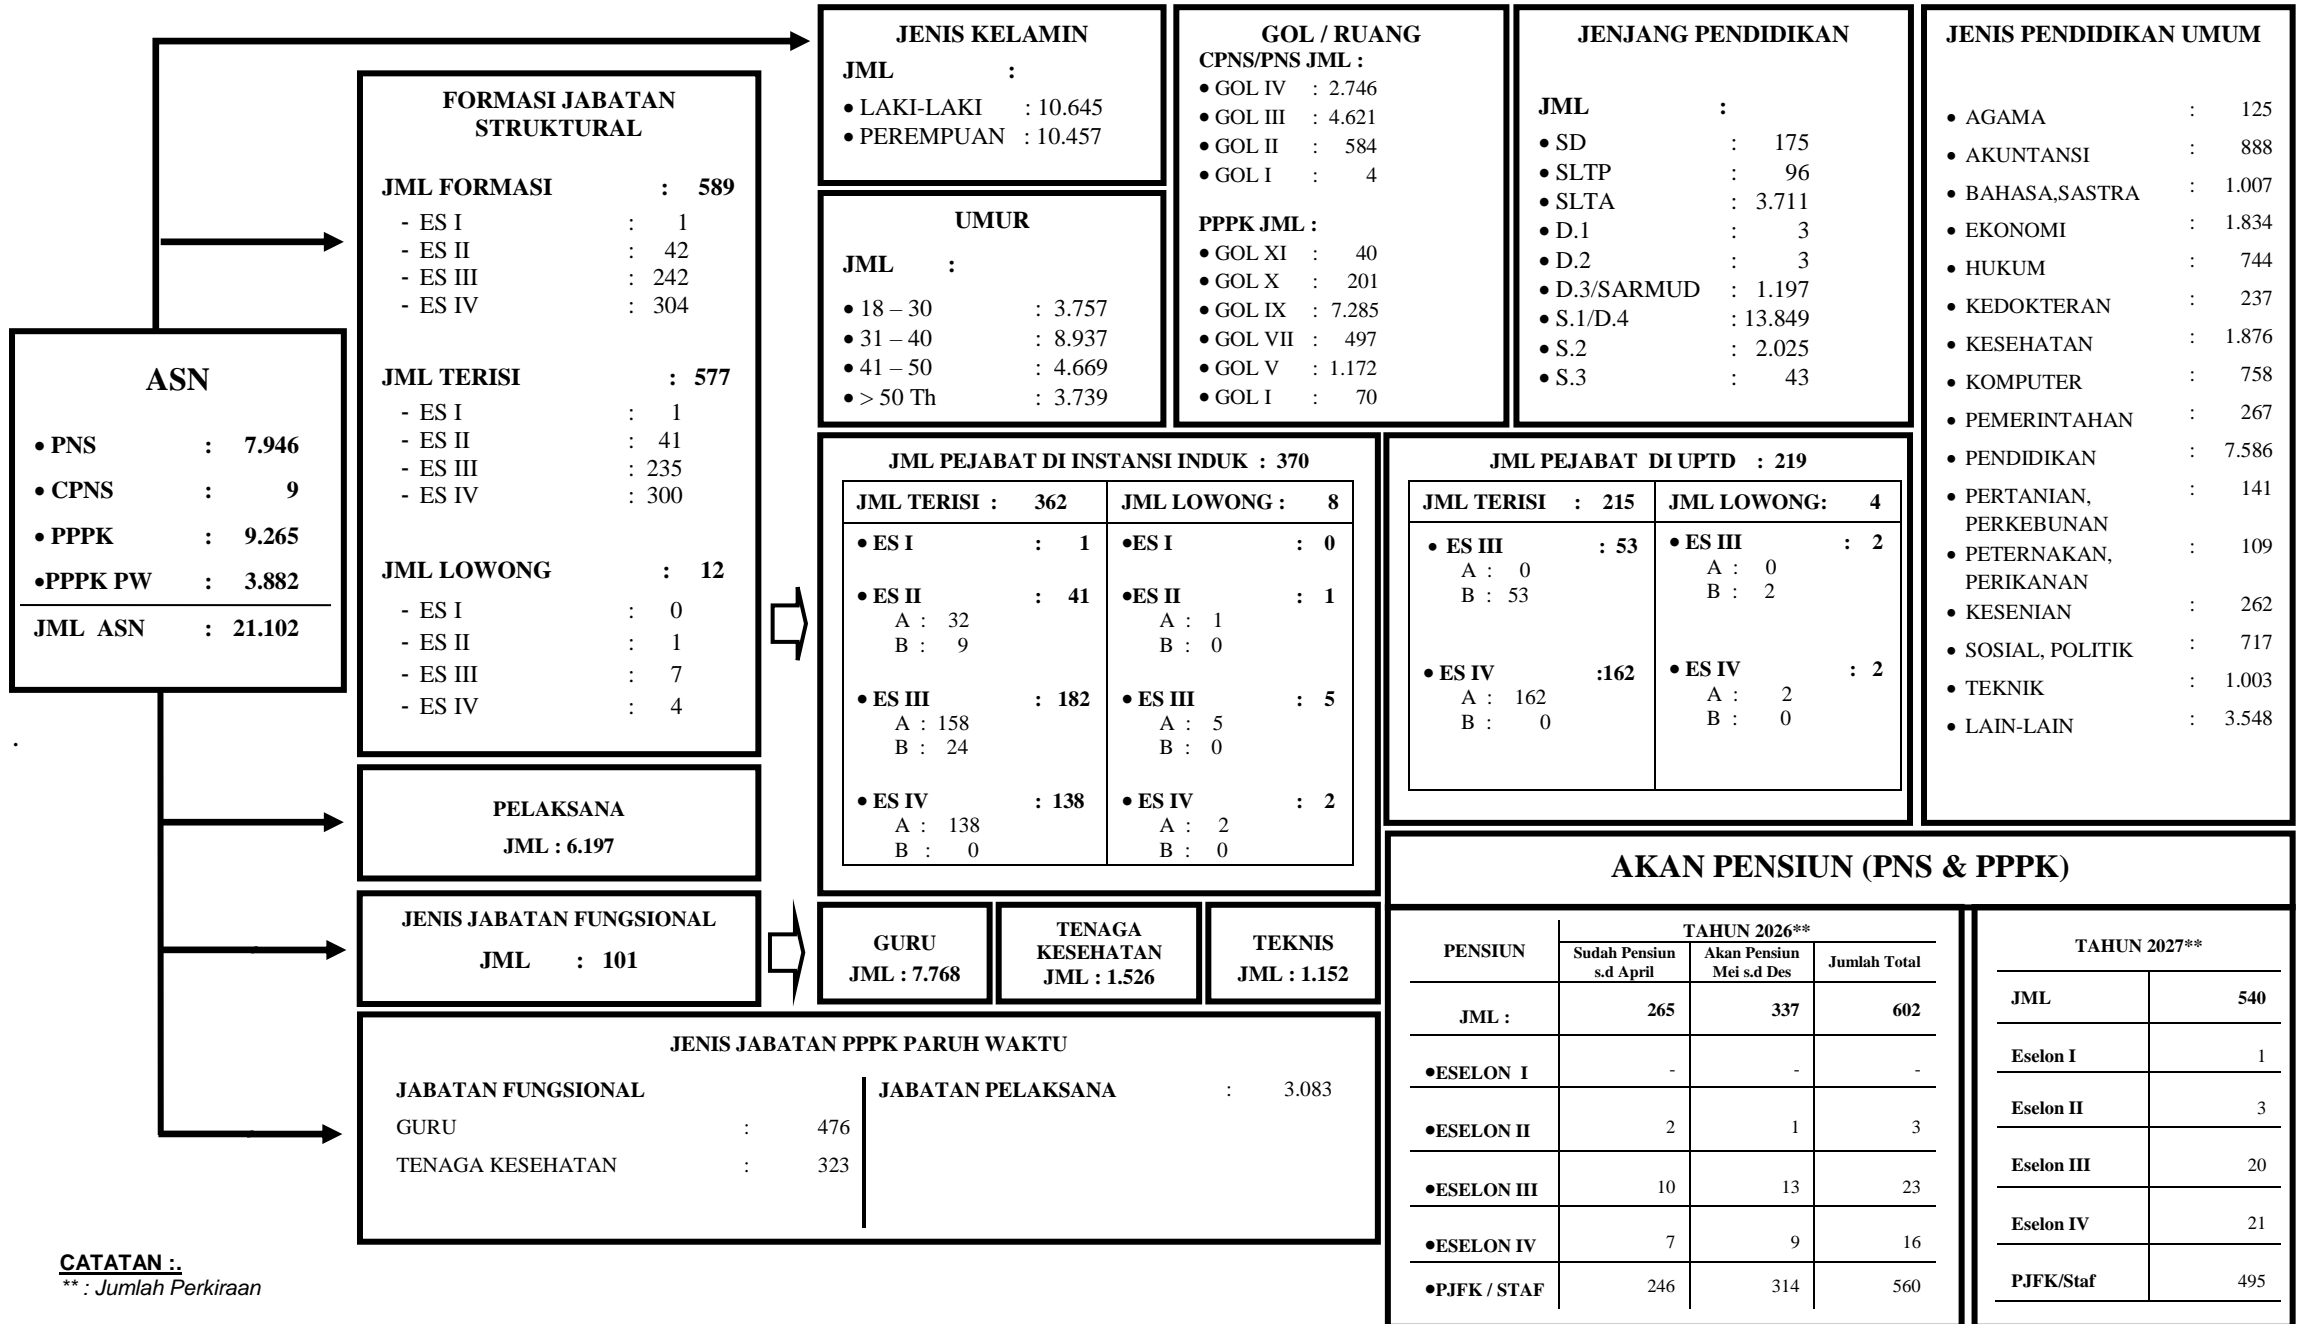 ASN
• PNS : 7.946
• CPNS : 9
• PPPK : 9.265
•PPPK PW : 3.882
JML ASN : 21.102
.
FORMASI JABATAN
STRUKTURAL
JML FORMASI : 589
- ES I : 1
- ES II : 42
- ES III : 242
- ES IV : 304
JML TERISI : 577
- ES I : 1
- ES II : 41
- ES III : 235
- ES IV : 300
JML LOWONG : 12
- ES I : 0
- ES II : 1
- ES III : 7
- ES IV : 4
PELAKSANA
JML : 6.197
JENIS JABATAN FUNGSIONAL
JML : 101
JENIS KELAMIN
JML :
• LAKI-LAKI : 10.645
• PEREMPUAN : 10.457
UMUR
JML :
• 18 – 30 : 3.757
• 31 – 40 : 8.937
• 41 – 50 : 4.669
• > 50 Th : 3.739
GOL / RUANG
CPNS/PNS JML :
• GOL IV : 2.746
• GOL III : 4.621
• GOL II : 584
• GOL I : 4
PPPK JML :
• GOL XI : 40
• GOL X : 201
• GOL IX : 7.285
• GOL VII : 497
• GOL V : 1.172
• GOL I : 70
JENJANG PENDIDIKAN
JML :
• SD : 175
• SLTP : 96
• SLTA : 3.711
• D.1 : 3
• D.2 : 3
• D.3/SARMUD : 1.197
• S.1/D.4 : 13.849
• S.2 : 2.025
• S.3 : 43
JENIS PENDIDIKAN UMUM
• AGAMA : 125
• AKUNTANSI : 888
• BAHASA,SASTRA : 1.007
• EKONOMI : 1.834
• HUKUM : 744
• KEDOKTERAN : 237
• KESEHATAN : 1.876
• KOMPUTER : 758
• PEMERINTAHAN : 267
• PENDIDIKAN : 7.586
• PERTANIAN, : 141
PERKEBUNAN
• PETERNAKAN, : 109
PERIKANAN
• KESENIAN : 262
• SOSIAL, POLITIK : 717
• TEKNIK : 1.003
• LAIN-LAIN : 3.548
JML PEJABAT DI INSTANSI INDUK : 370
JML TERISI : 362
• ES I : 1
• ES II : 41
A : 32
B : 9
• ES III : 182
A : 158
B : 24
• ES IV : 138
A : 138
B : 0
JML LOWONG : 8
•ES I : 0
•ES II : 1
A : 1
B : 0
• ES III : 5
A : 5
B : 0
• ES IV : 2
A : 2
B : 0
JML PEJABAT DI UPTD : 219
JML TERISI : 215
• ES III : 53
A : 0
B : 53
• ES IV :162
A : 162
B : 0
JML LOWONG: 4
• ES III : 2
A : 0
B : 2
• ES IV : 2
A : 2
B : 0
GURU
JML : 7.768
TENAGA
KESEHATAN
JML : 1.526
TEKNIS
JML : 1.152
JENIS JABATAN PPPK PARUH WAKTU
JABATAN FUNGSIONAL
GURU : 476
TENAGA KESEHATAN : 323
JABATAN PELAKSANA : 3.083
AKAN PENSIUN (PNS & PPPK)
TAHUN 2026**
PENSIUN
Sudah Pensiun
s.d April
Akan Pensiun
Mei s.d Des
Jumlah Total
JML : 265 337 602
•ESELON I - - -
•ESELON II 2 1 3
•ESELON III 10 13 23
•ESELON IV 7 9 16
•PJFK / STAF 246 314 560
TAHUN 2027**
JML 540
Eselon I 1
Eselon II 3
Eselon III 20
Eselon IV 21
PJFK/Staf 495
CATATAN :.
** : Jumlah Perkiraan